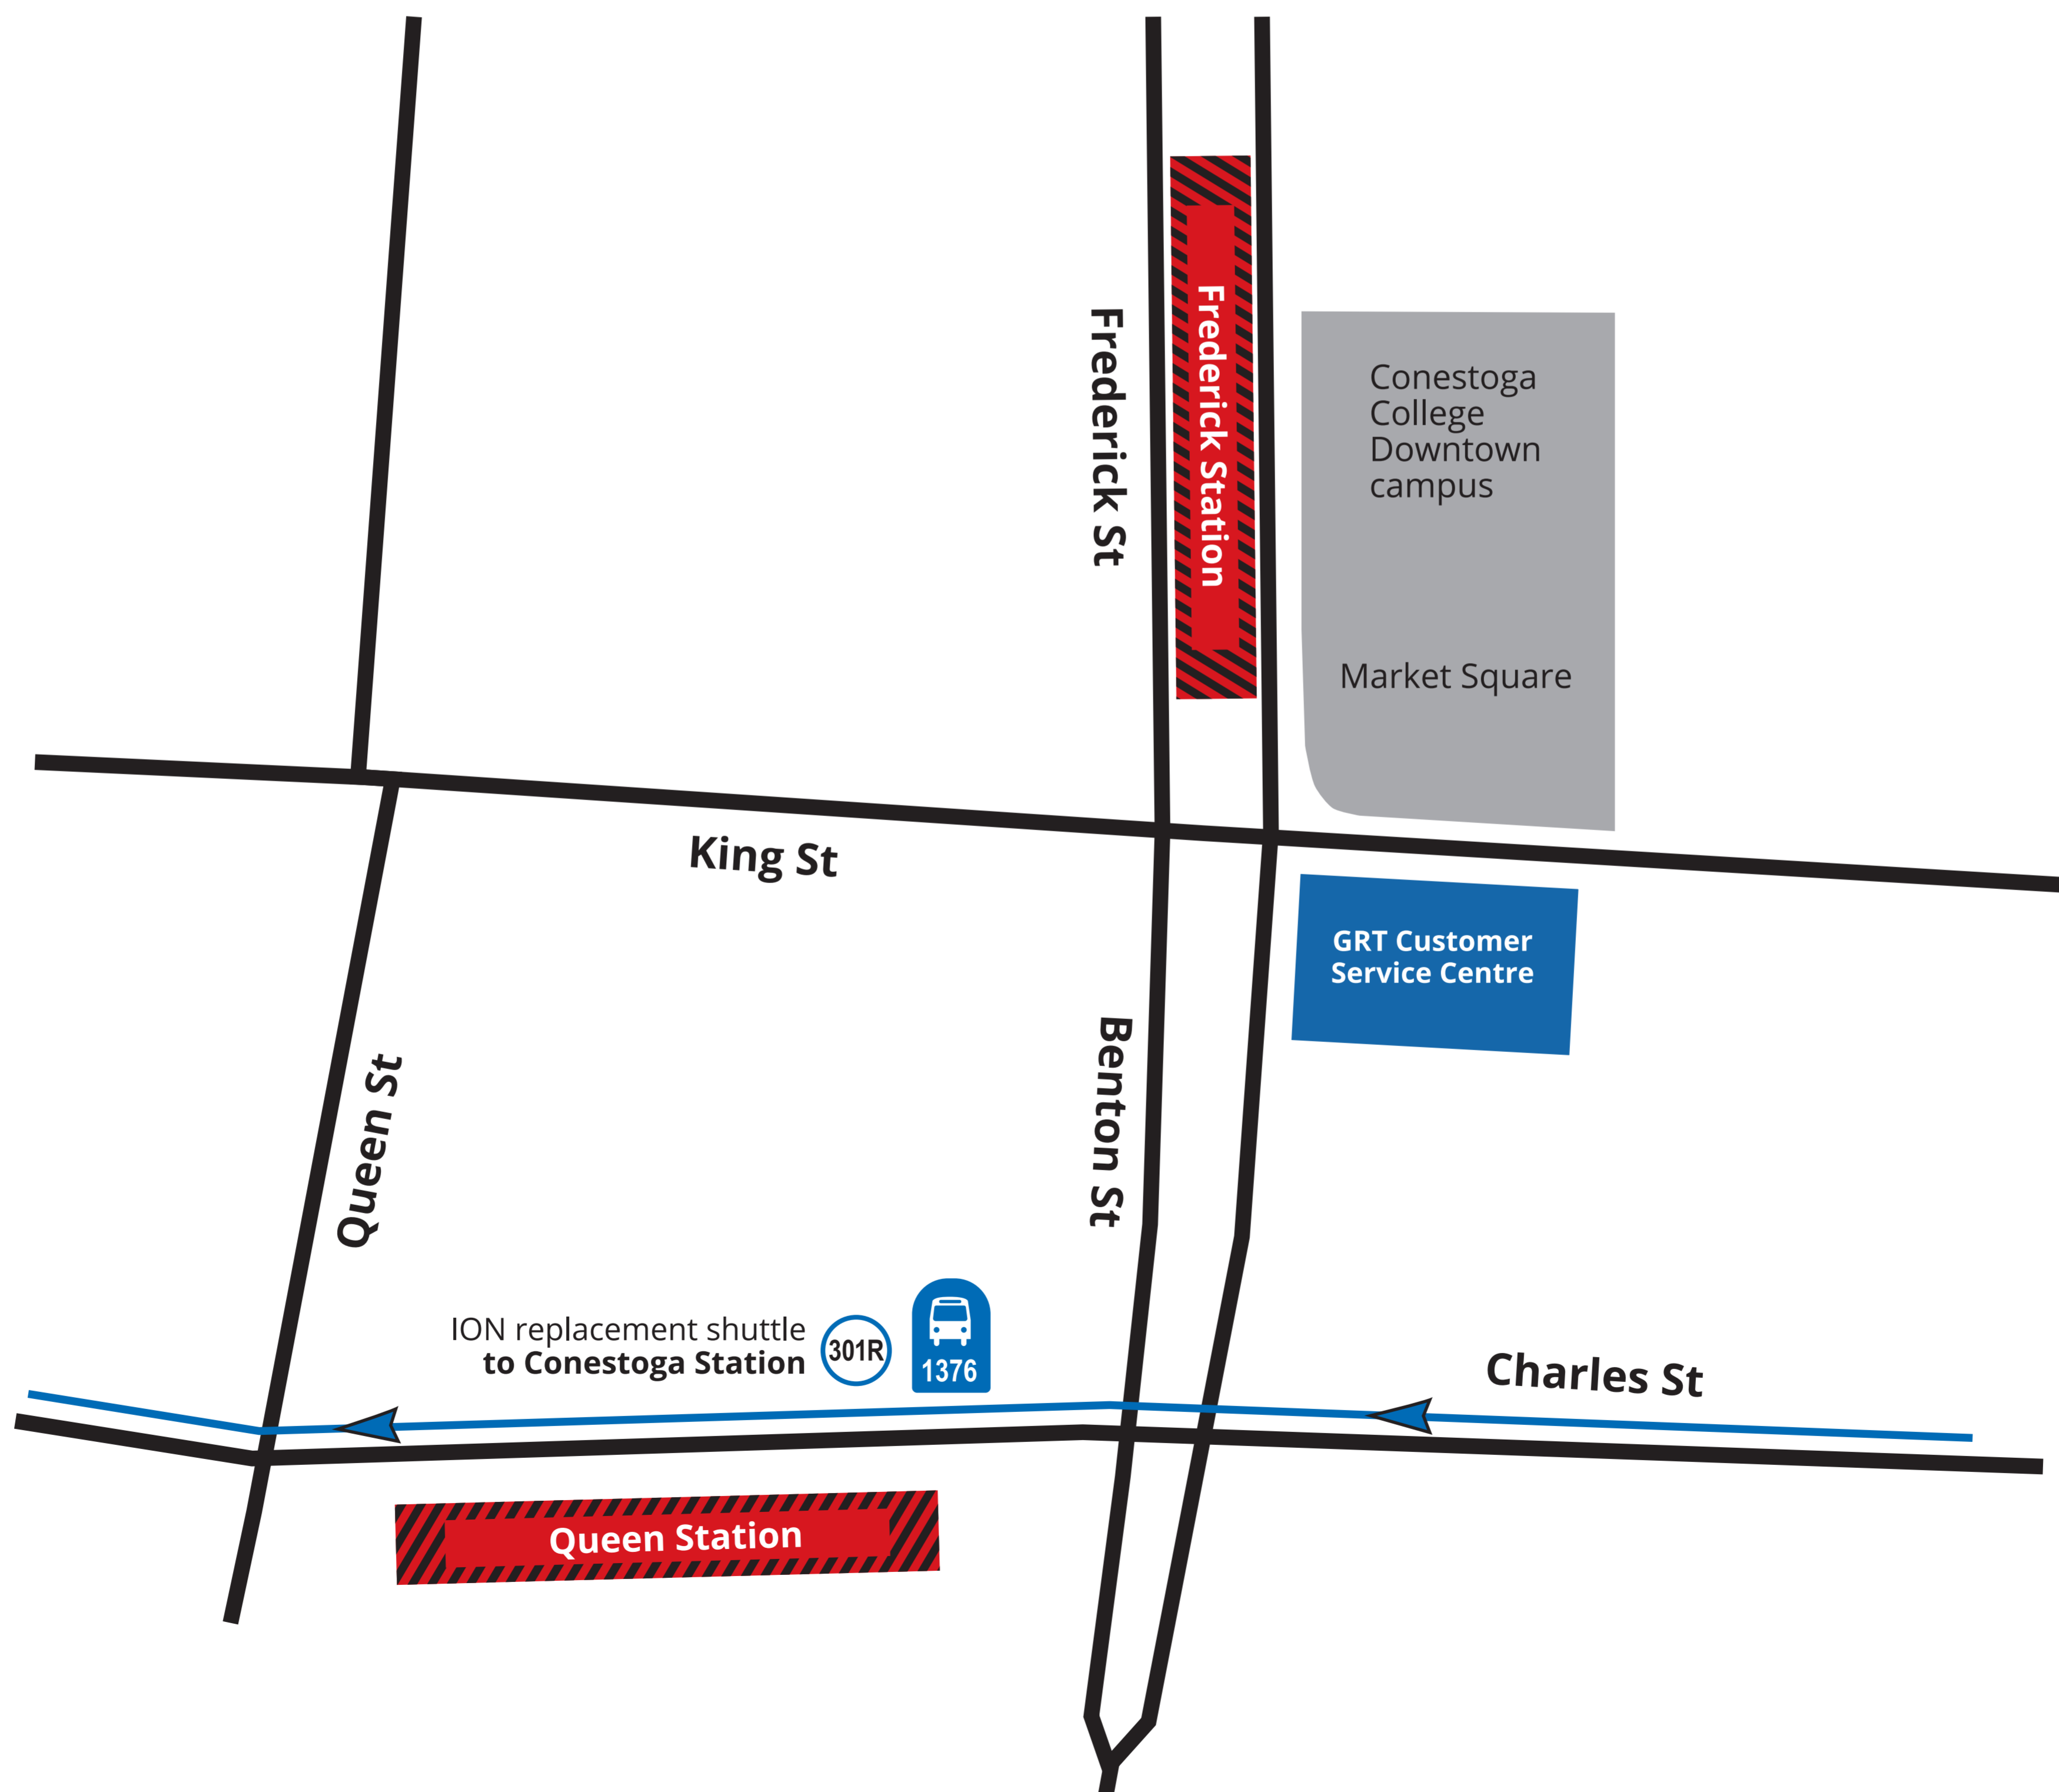 Frederick St
Frederick Station
Conestoga
College
Downtown
campus
Market Square
King St
GRT Customer
Service Centre
Queen St
Benton St
ION replacement shuttle
to Conestoga Station
301R
1376
Charles St
Queen Station